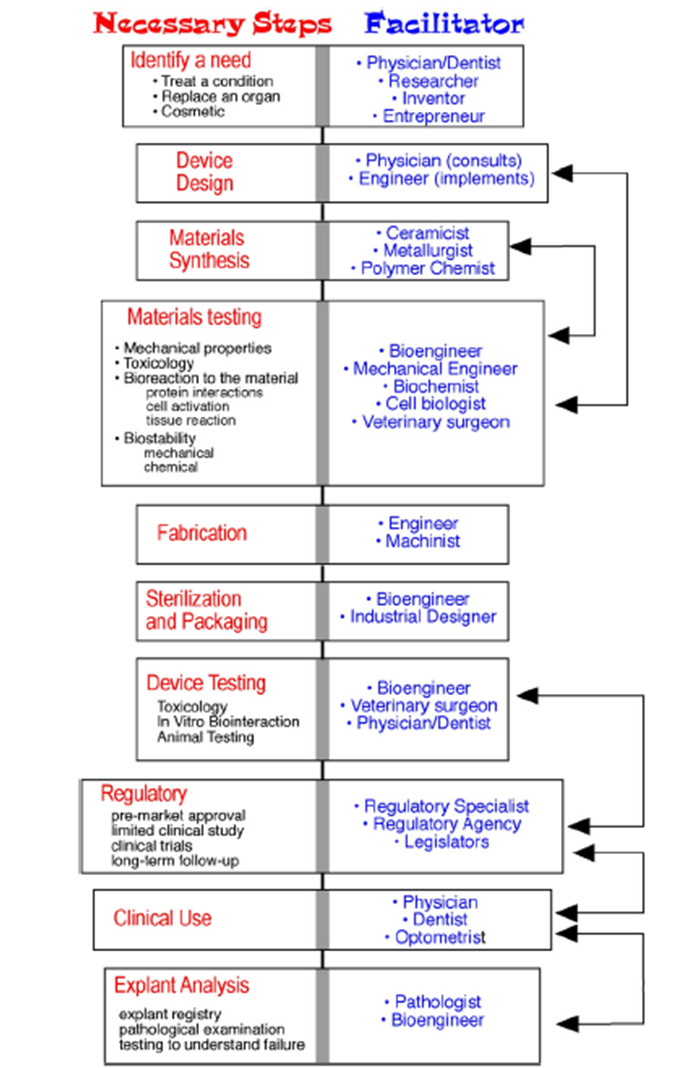 Necessary Steps
Facilitator
Identify a need
• Treat a condition
• Replace an organ
• Cosmetic
• Physician/Dentist
• Researcher
• Inventor
• Entrepreneur
Device
Design
• Physician (consults)
• Engineer (implements)
Materials
Synthesis
• Ceramicist
• Metallurgist
• Polymer Chemist
Materials testing
• Mechanical properties
• Toxicology
• Bioreaction to the material
protein interactions
cell activation
tissue reaction
• Biostability
mechanical
chemical
• Bioengineer
• Mechanical Engineer
• Biochemist
• Cell biologist
• Veterinary surgeon
Fabrication
• Engineer
• Machinist
Sterilization
and Packaging
• Bioengineer
• Industrial Designer
Device Testing
Toxicology
In Vitro Biointeraction
Animal Testing
• Bioengineer
• Veterinary surgeon
• Physician/Dentist
Regulatory
pre-market approval
limited clinical study
clinical trials
long-term follow-up
• Regulatory Specialist
• Regulatory Agency
• Legislators
Clinical Use
• Physician
• Dentist
• Optometrist
Explant Analysis
explant registry
pathological examination
testing to understand failure
• Pathologist
• Bioengineer